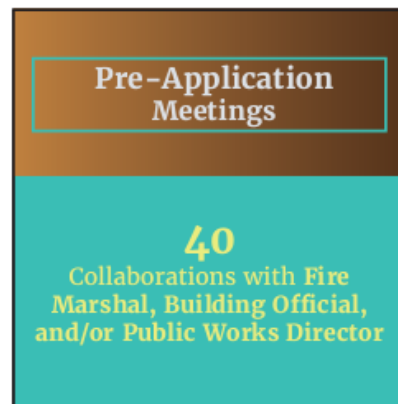 Pre-Application
Meetings
40
Collaborations with Fire
Marshal, Building Official,
and/or Public Works Director